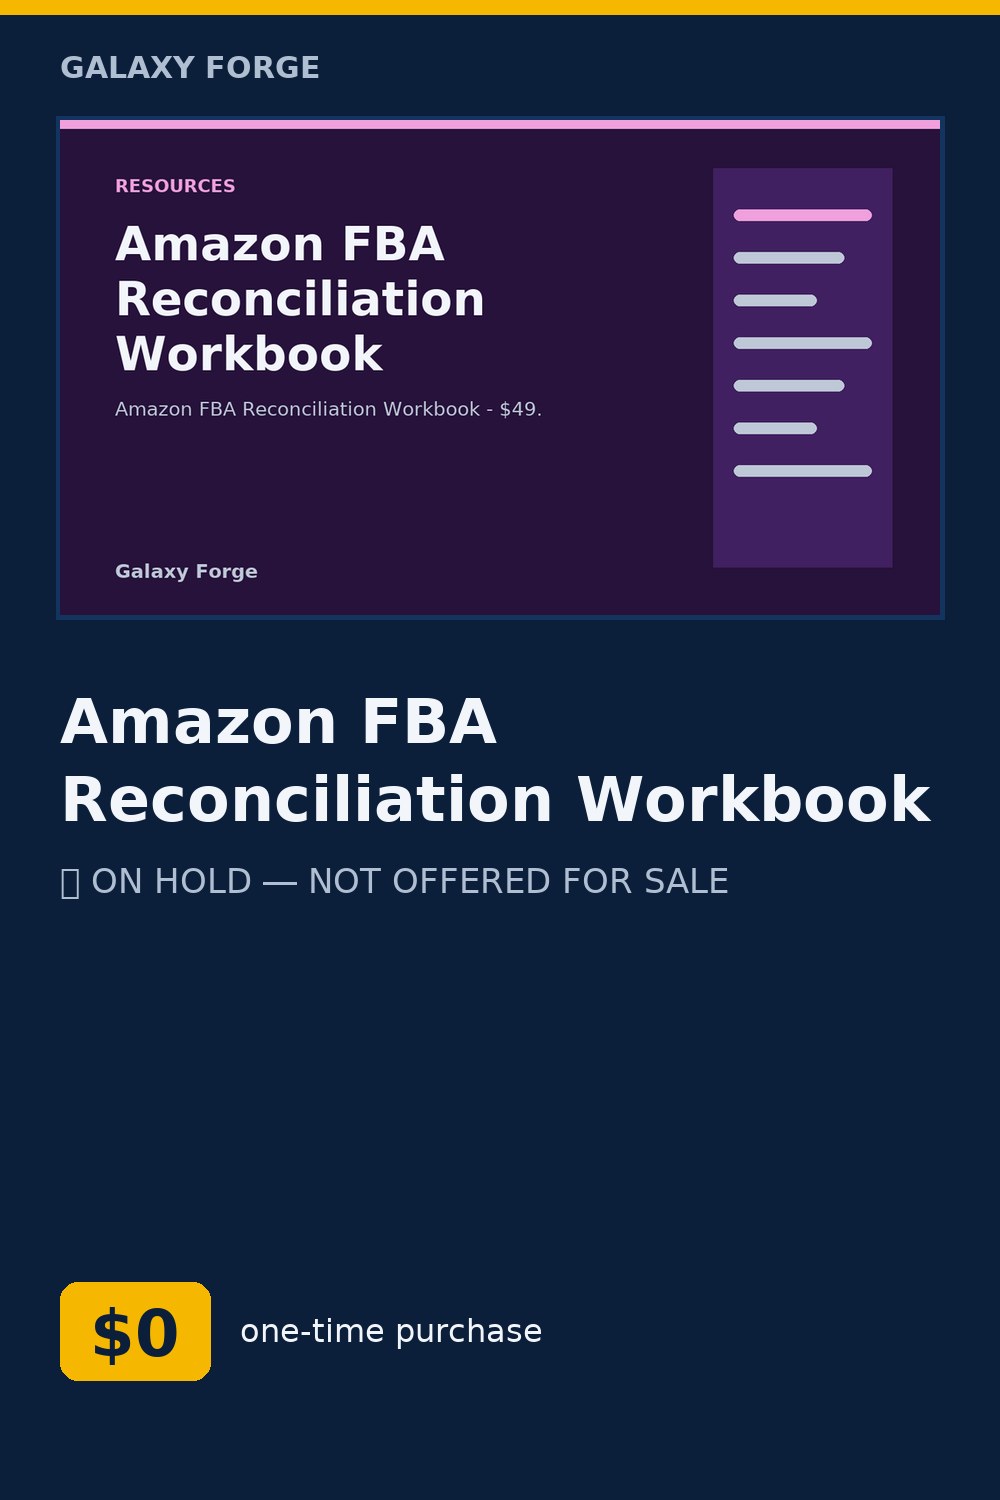 GALAXY FORGE
RESOURCES
Amazon FBA
Reconciliation
Workbook
Amazon FBA Reconciliation Workbook - $49.
Galaxy Forge
Amazon FBA
Reconciliation Workbook
ON HOLD — NOT OFFERED FOR SALE
$0 one-time purchase